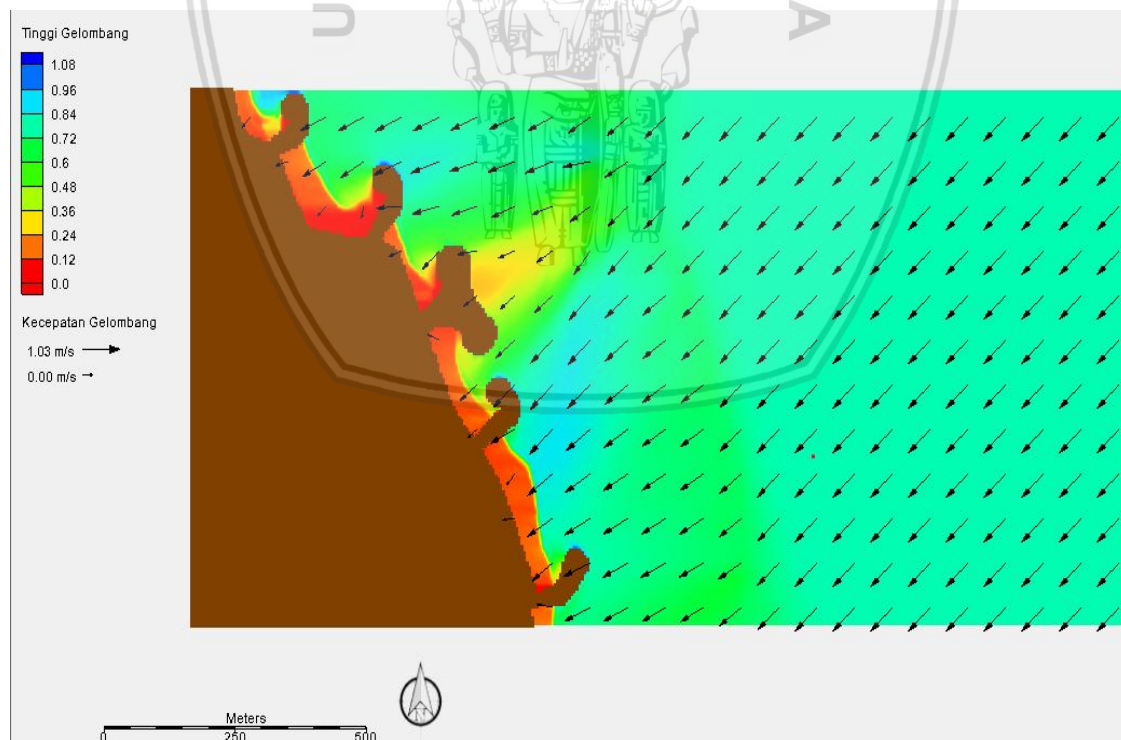 U
A
Tinggi Gelombang
1.08
0.96
0.84
0.72
0.6
0.48
0.36
0.24
0.12
0.0
Kecepatan Gelombang
1.03 m/s
0.00 m/s
N
Meters
0 250 500